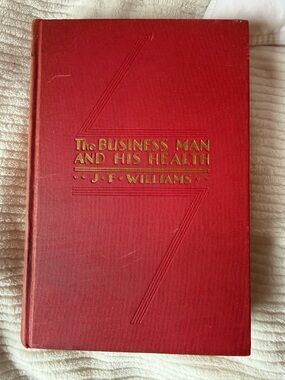 The BUSINESS MAN
AND HIS HEALTH
·· J·F·WILLIAMS ··